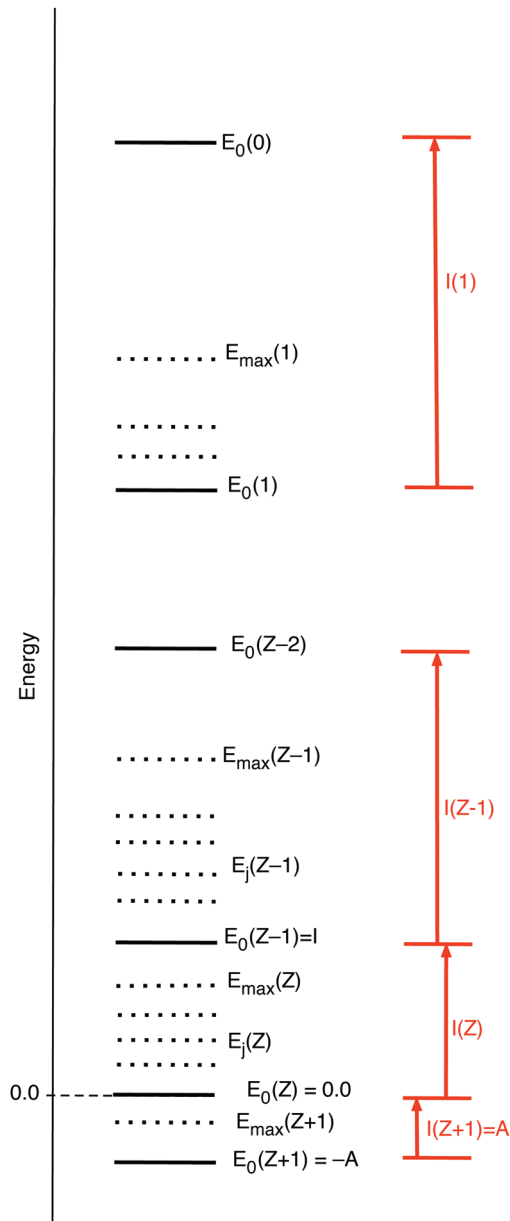 E₀(0)
I(1)
Eₘₐₓ(1)
E₀(1)
Energy
E₀(Z–2)
Eₘₐₓ(Z–1)
I(Z-1)
Eⱼ(Z–1)
E₀(Z–1)=I
Eₘₐₓ(Z)
I(Z)
Eⱼ(Z)
0.0
E₀(Z) = 0.0
Eₘₐₓ(Z+1)
I(Z+1)=A
E₀(Z+1) = –A